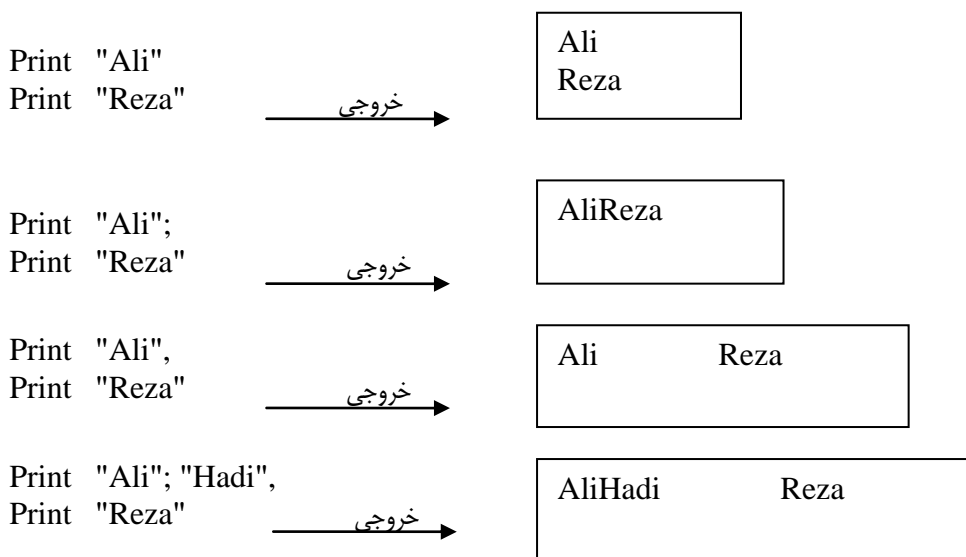 Print "Ali"
Print "Reza"
خروجی
Ali
Reza
Print "Ali";
Print "Reza"
خروجی
AliReza
Print "Ali",
Print "Reza"
خروجی
Ali Reza
Print "Ali"; "Hadi",
Print "Reza"
خروجی
AliHadi Reza